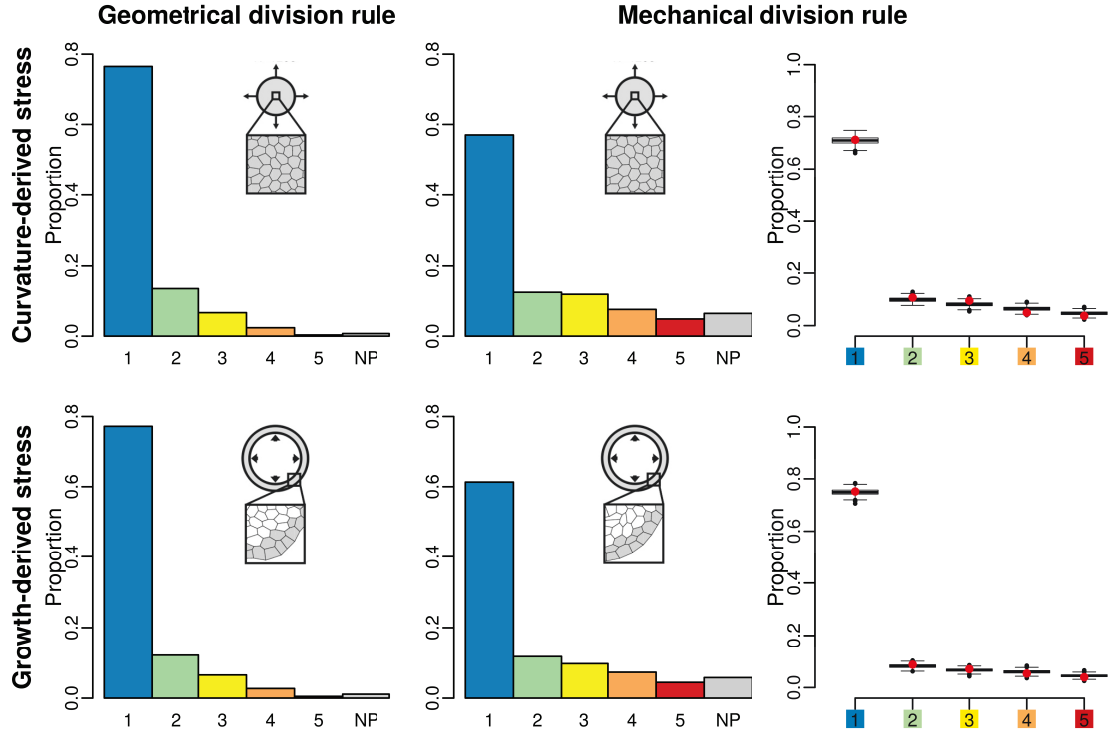 Geometrical division rule
Mechanical division rule
Curvature-derived stress
Proportion
0.0 0.2 0.4 0.6 0.8
1 2 3 4 5 NP
Proportion
0.0 0.2 0.4 0.6 0.8
1 2 3 4 5 NP
Proportion
0.0 0.2 0.4 0.6 0.8 1.0
1 2 3 4 5
Growth-derived stress
Proportion
0.0 0.2 0.4 0.6 0.8
1 2 3 4 5 NP
Proportion
0.0 0.2 0.4 0.6 0.8
1 2 3 4 5 NP
Proportion
0.0 0.2 0.4 0.6 0.8 1.0
1 2 3 4 5